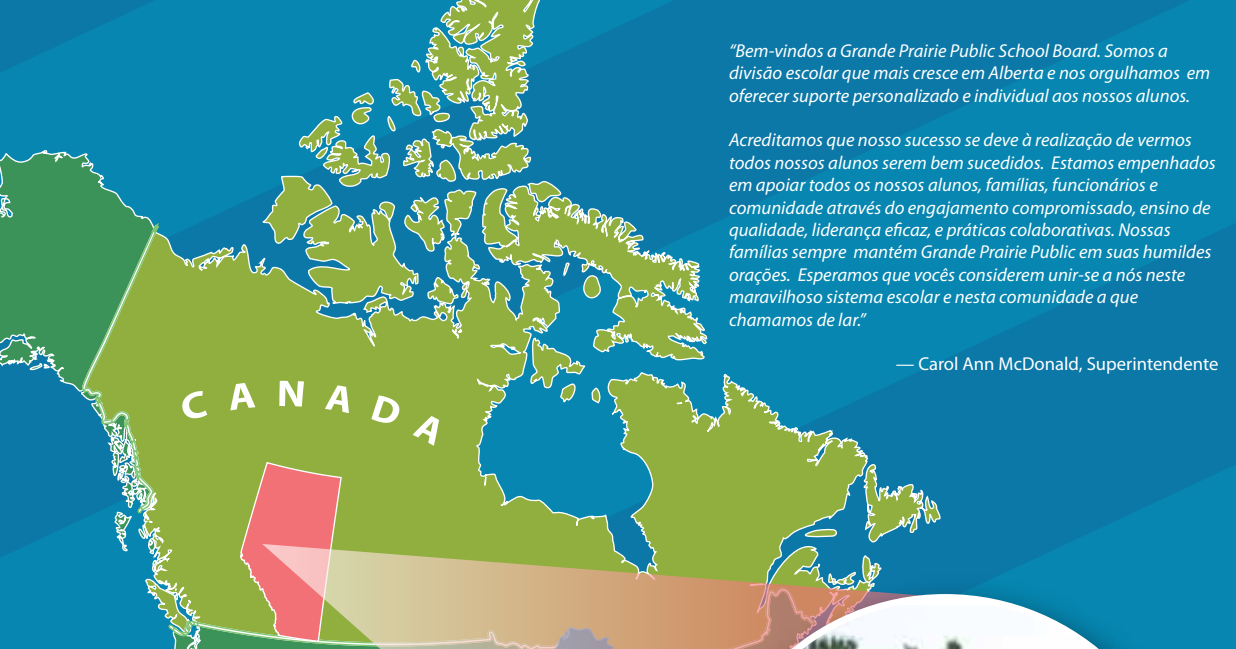 “Bem-vindos a Grande Prairie Public School Board. Somos a
divisão escolar que mais cresce em Alberta e nos orgulhamos em
oferecer suporte personalizado e individual aos nossos alunos.
Acreditamos que nosso sucesso se deve à realização de vermos
todos nossos alunos serem bem sucedidos. Estamos empenhados
em apoiar todos os nossos alunos, famílias, funcionários e
comunidade através do engajamento compromissado, ensino de
qualidade, liderança eficaz, e práticas colaborativas. Nossas
famílias sempre mantém Grande Prairie Public em suas humildes
orações. Esperamos que vocês considerem unir-se a nós neste
maravilhoso sistema escolar e nesta comunidade a que
chamamos de lar.”
— Carol Ann McDonald, Superintendente
CANADA